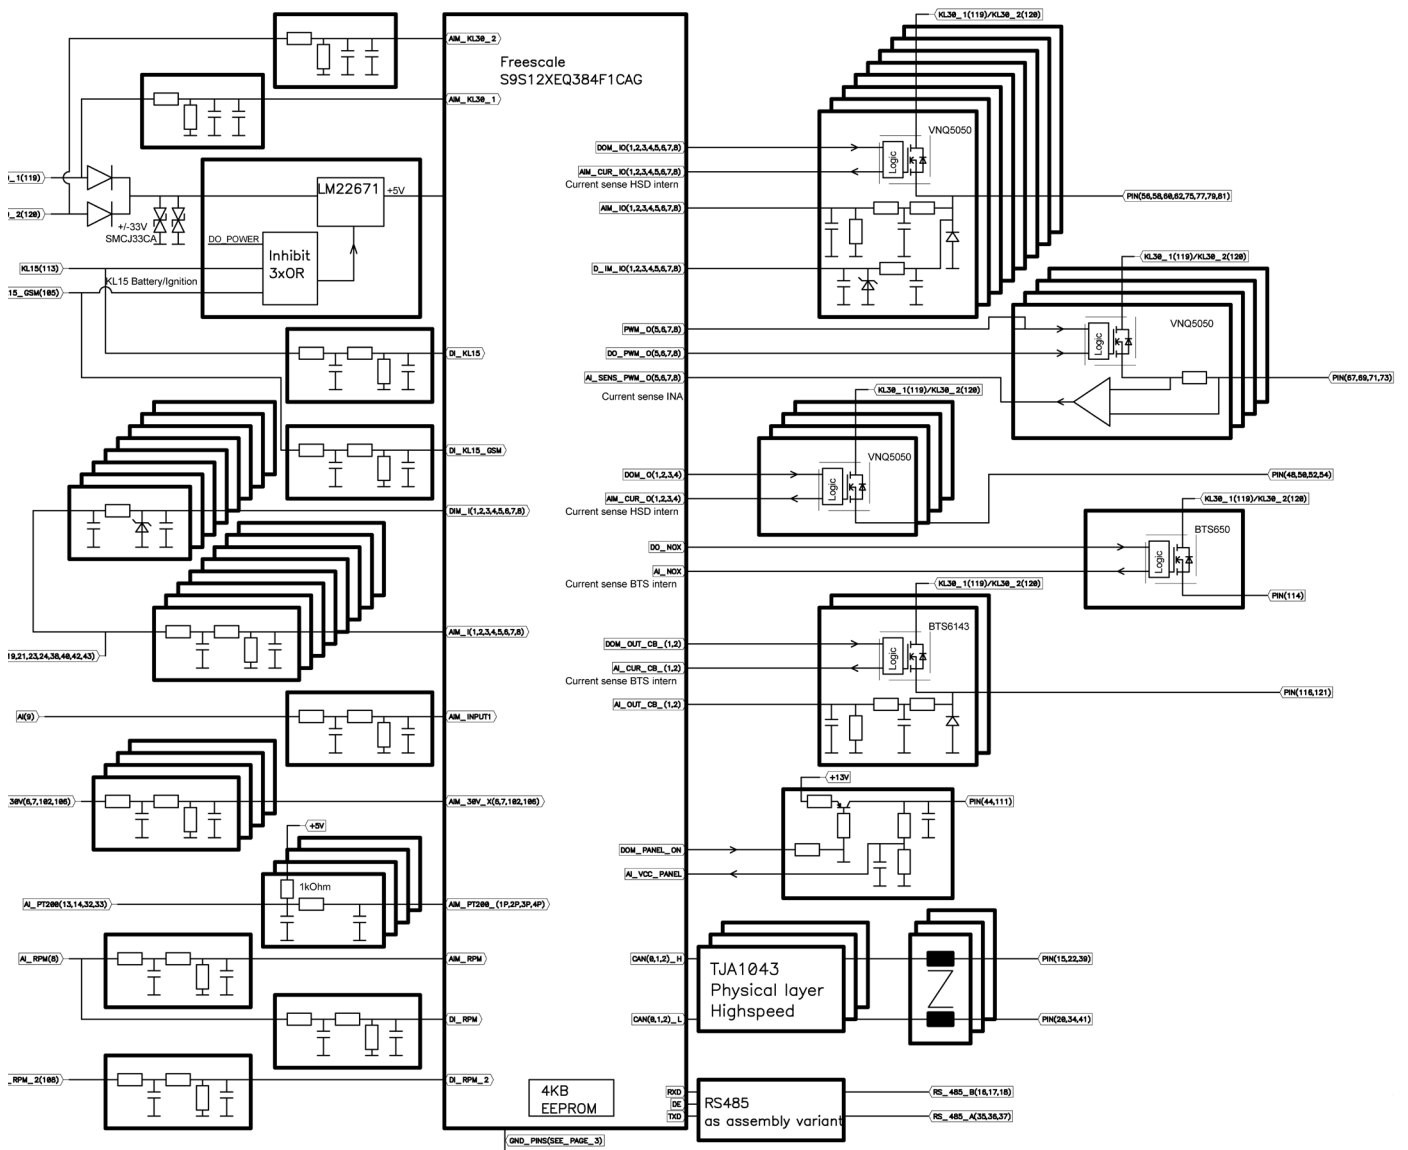 KL30_1(119)/KL30_2(120)
AIM_KL30_2
Freescale
S9S12XEQ384F1CAG
AIM_KL30_1
VNQ5050
Logic
DOM_IO(1,2,3,4,5,6,7,8)
AIM_CUR_IO(1,2,3,4,5,6,7,8)
Current sense HSD intern
_1(119)
LM22671
+5V
PIN(56,58,60,62,75,77,79,81)
AIM_IO(1,2,3,4,5,6,7,8)
_2(120)
+/-33V
SMCJ33CA
DO_POWER
Inhibit
3xOR
KL15(113)
KL15 Battery/Ignition
D_IM_IO(1,2,3,4,5,6,7,8)
KL30_1(119)/KL30_2(120)
15_GSM(105)
PWM_O(5,6,7,8)
VNQ5050
Logic
DI_KL15
DO_PWM_O(5,6,7,8)
AI_SENS_PWM_O(5,6,7,8)
PIN(67,69,71,73)
Current sense INA
KL30_1(119)/KL30_2(120)
DI_KL15_GSM
VNQ5050
Logic
DOM_O(1,2,3,4)
PIN(48,50,52,54)
AIM_CUR_O(1,2,3,4)
Current sense HSD intern
KL30_1(119)/KL30_2(120)
DIM_I(1,2,3,4,5,6,7,8)
BTS650
Logic
DO_NOX
AI_NOX
Current sense BTS intern
KL30_1(119)/KL30_2(120)
PIN(114)
AIM_I(1,2,3,4,5,6,7,8)
BTS6143
Logic
DOM_OUT_CB_(1,2)
19,21,23,24,38,40,42,43)
AI_CUR_CB_(1,2)
Current sense BTS intern
PIN(116,121)
AI_OUT_CB_(1,2)
AI(9)
AIM_INPUT1
+13V
30V(6,7,102,106)
AIM_30V_X(6,7,102,106)
PIN(44,111)
+5V
DOM_PANEL_ON
AI_VCC_PANEL
1kOhm
AI_PT200(13,14,32,33)
AIM_PT200_(1P,2P,3P,4P)
AI_RPM(8)
AIM_RPM
CAN(0,1,2)_H
TJA1043
Physical layer
Highspeed
PIN(15,22,39)
DI_RPM
CAN(0,1,2)_L
PIN(20,34,41)
_RPM_2(108)
DI_RPM_2
4KB
EEPROM
RXD
DE
TXD
RS485
as assembly variant
RS_485_B(16,17,18)
RS_485_A(35,36,37)
GND_PINS(SEE_PAGE_3)